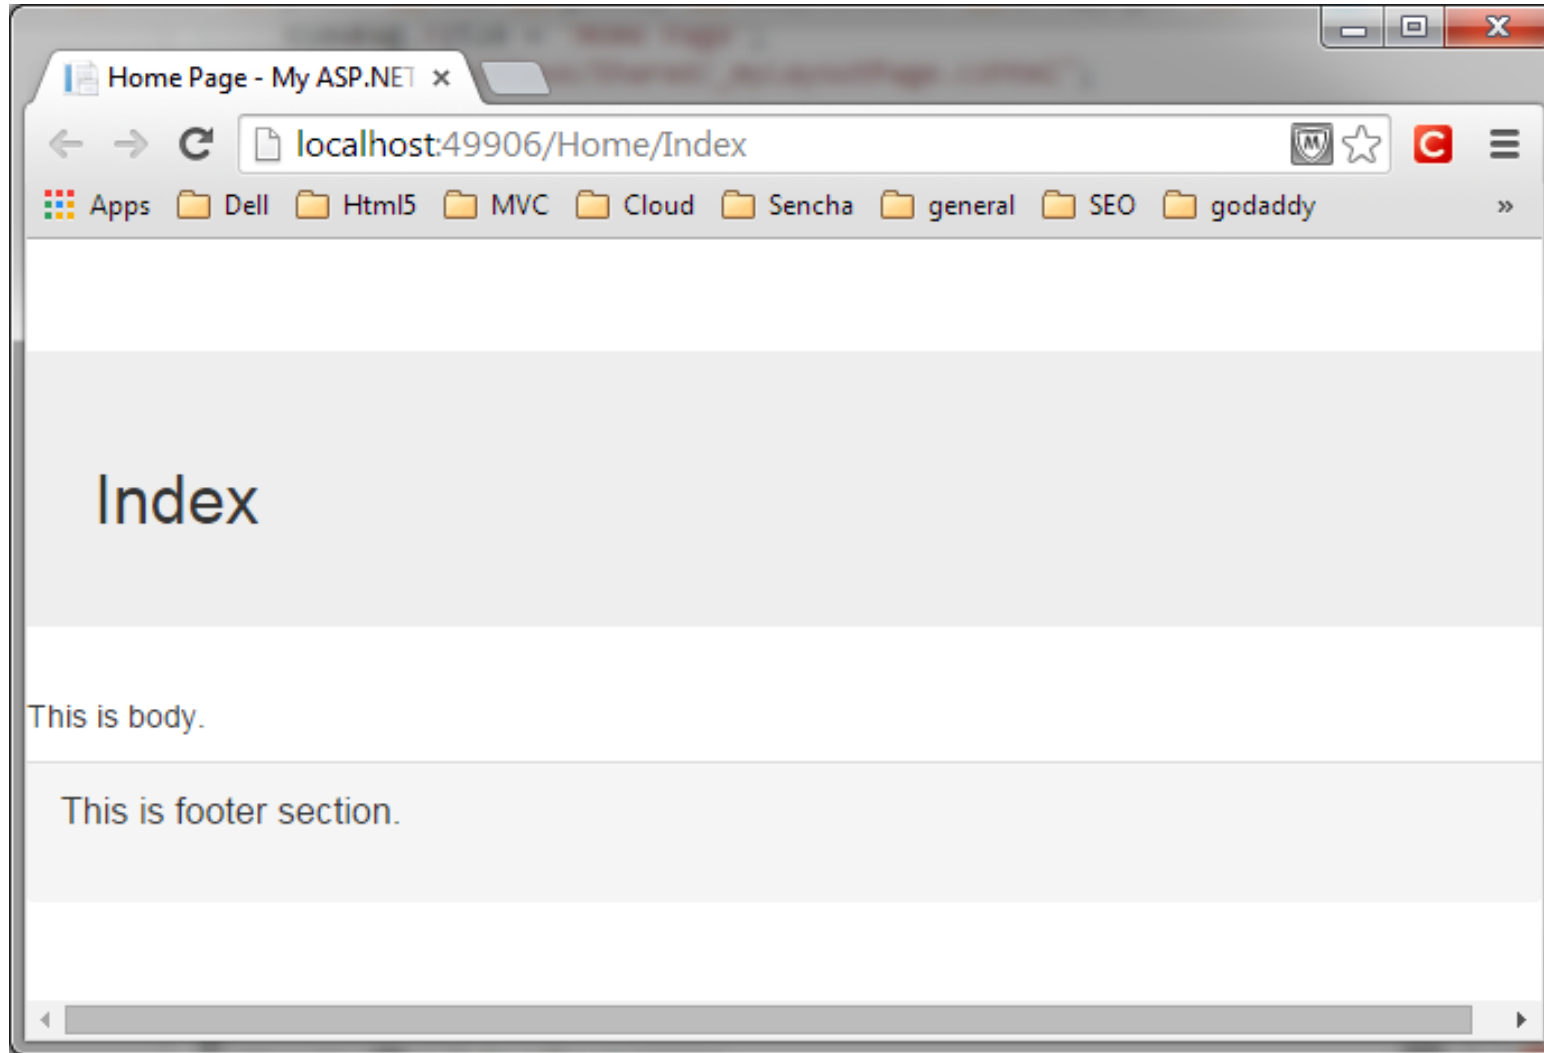 Home Page - My ASP.NET
localhost:49906/Home/Index
Apps Dell Html5 MVC Cloud Sencha general SEO godaddy »
Index
This is body.
This is footer section.